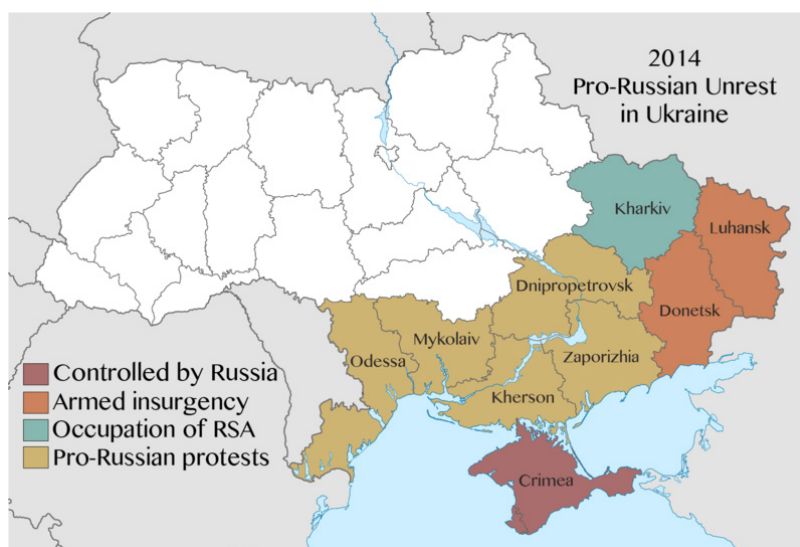 2014
Pro-Russian Unrest
in Ukraine
Kharkiv
Luhansk
Dnipropetrovsk
Donetsk
Mykolaiv
Odessa
Zaporizhia
Kherson
Crimea
Controlled by Russia
Armed insurgency
Occupation of RSA
Pro-Russian protests